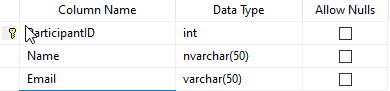 Column Name Data Type Allow Nulls
ParticipantID int
Name nvarchar(50)
Email varchar(50)